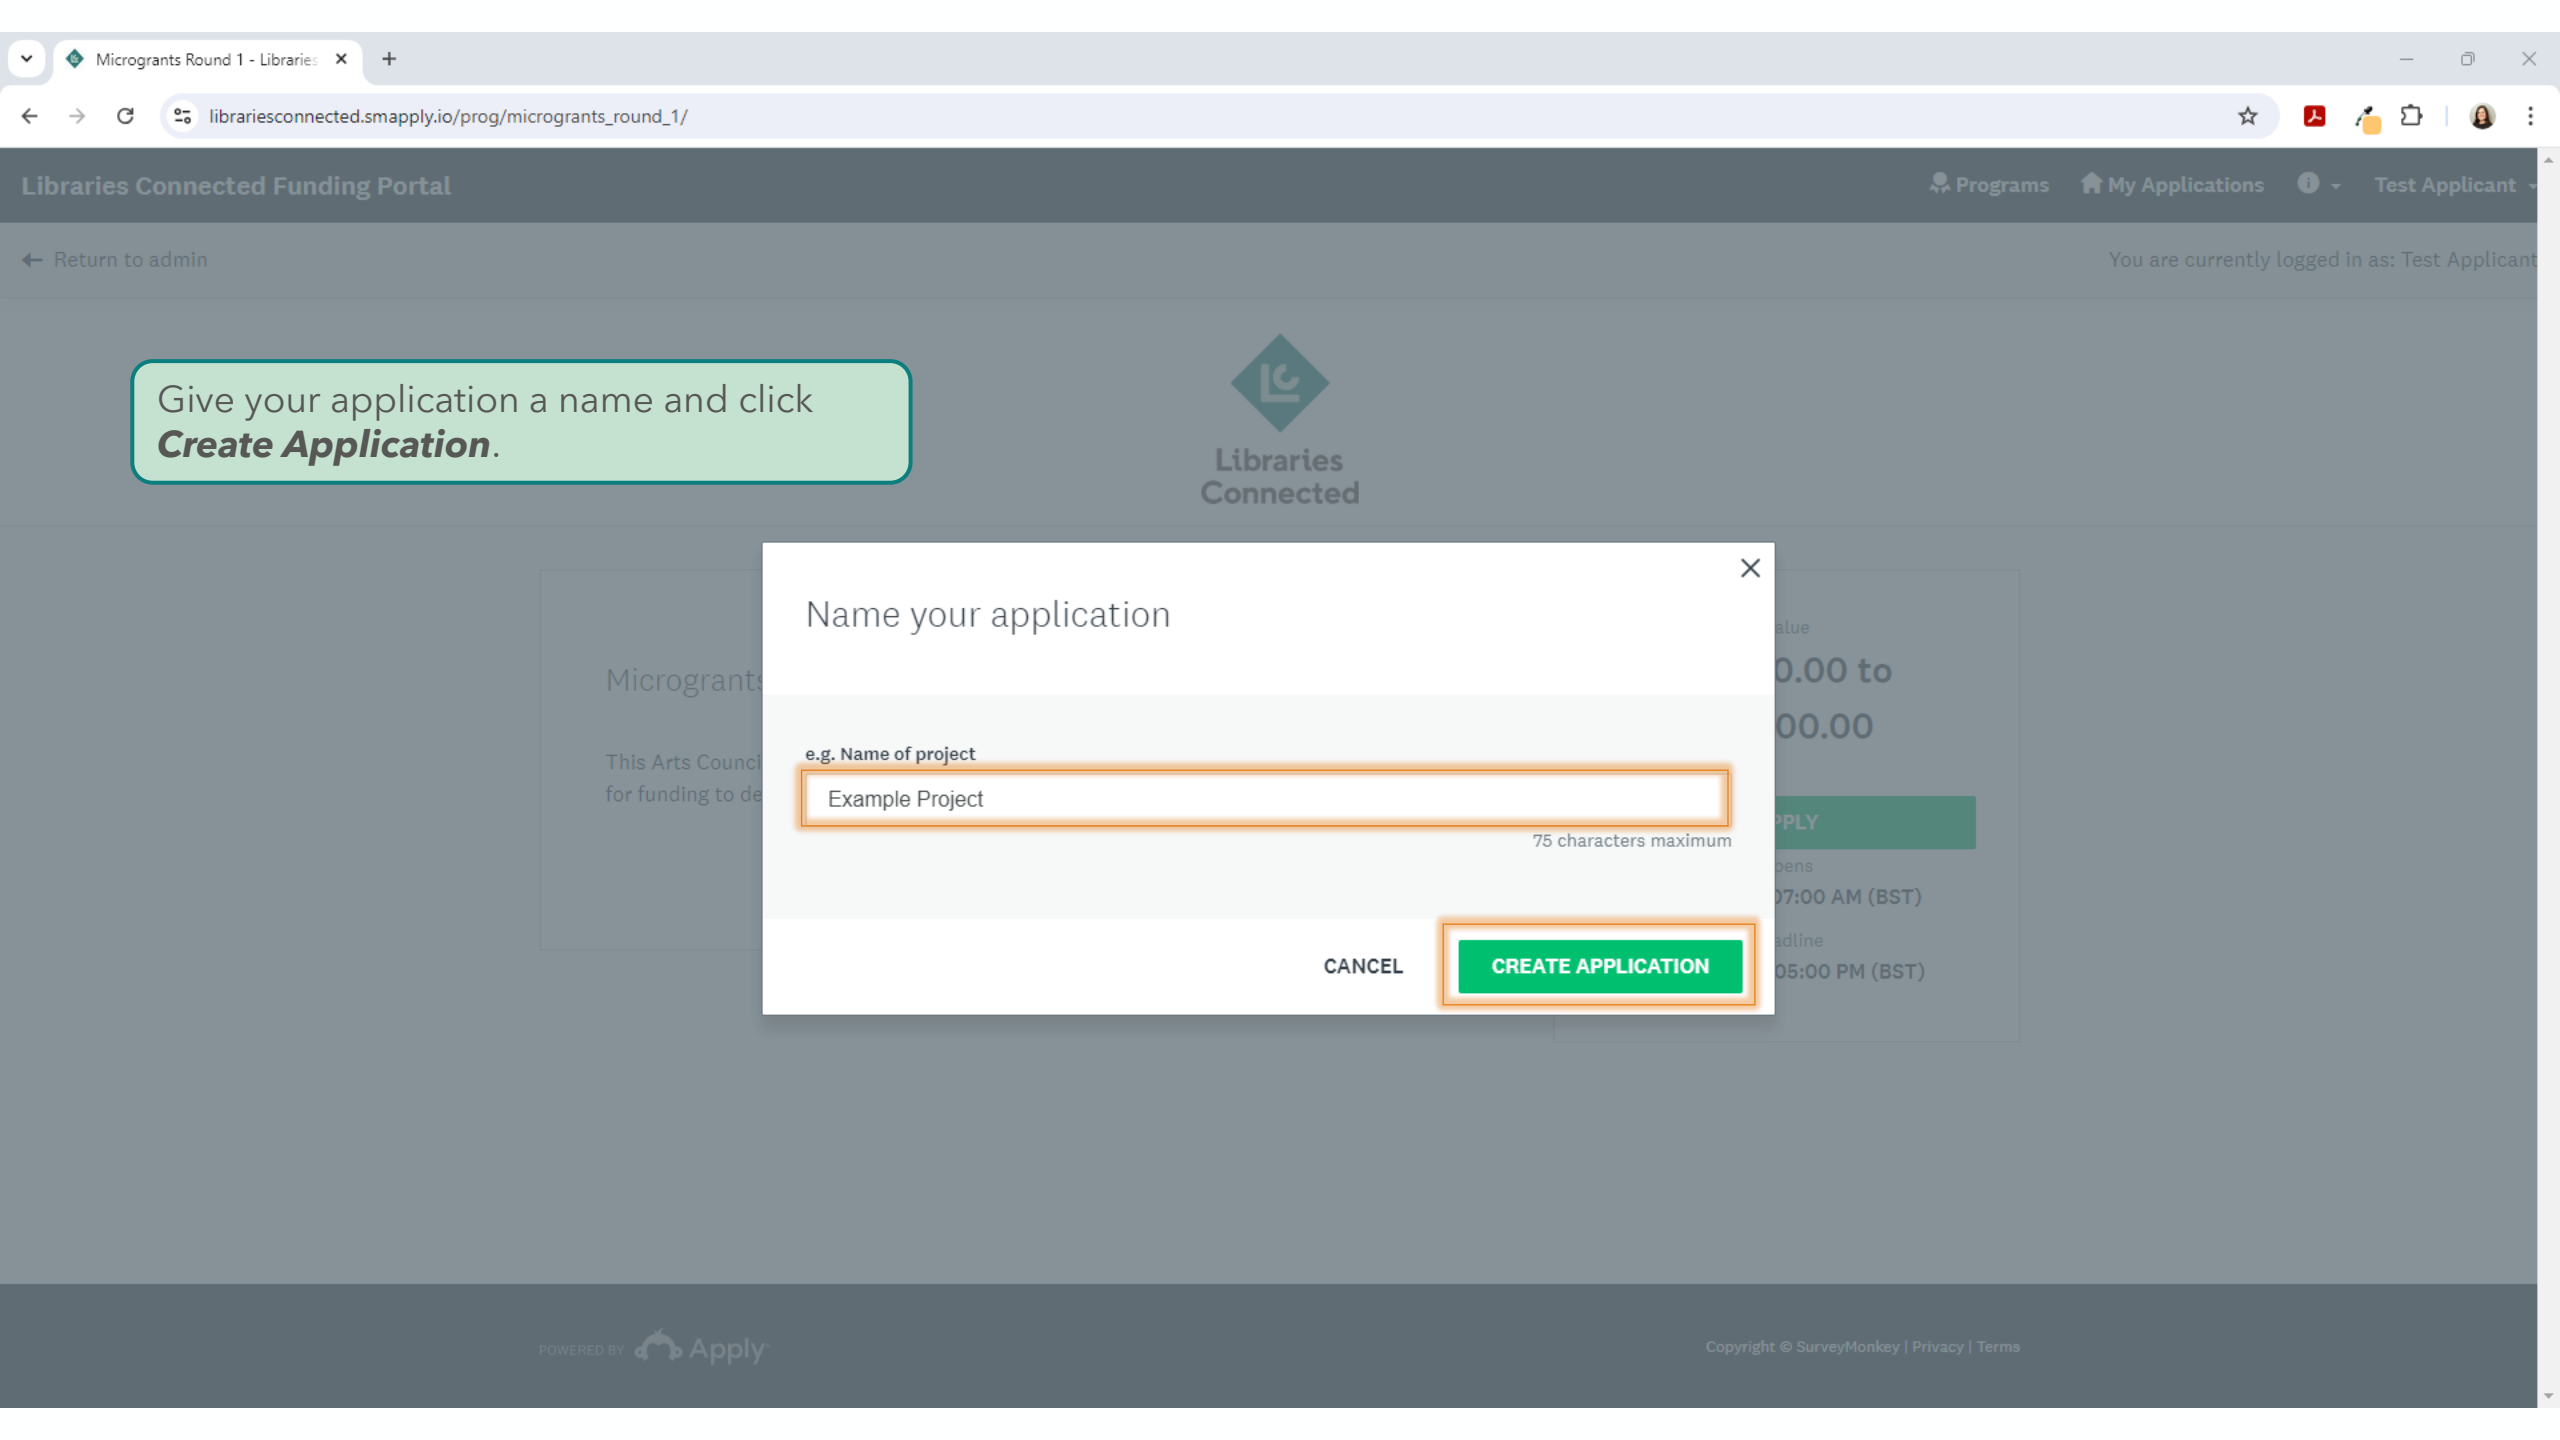 Microgrants Round 1 - Libraries
librariesconnected.smapply.io/prog/microgrants_round_1/
Libraries Connected Funding Portal
Programs
My Applications
Test Applicant
Return to admin
You are currently logged in as: Test Applicant
Give your application a name and click
Create Application.
Libraries
Connected
Name your application
alue
Microgrants
0.00 to
00.00
e.g. Name of project
This Arts Counci
for funding to de
Example Project
75 characters maximum
PPLY
pens
07:00 AM (BST)
adline
05:00 PM (BST)
CANCEL
CREATE APPLICATION
POWERED BY Apply
Copyright © SurveyMonkey | Privacy | Terms